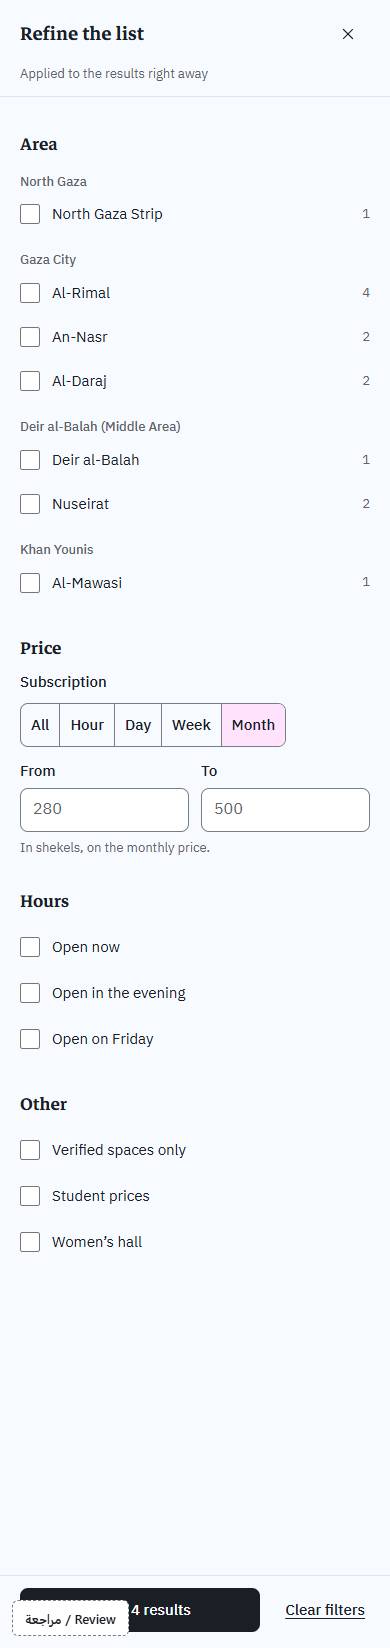 Refine the list
Applied to the results right away
Area
North Gaza
North Gaza Strip 1
Gaza City
Al-Rimal 4
An-Nasr 2
Al-Daraj 2
Deir al-Balah (Middle Area)
Deir al-Balah 1
Nuseirat 2
Khan Younis
Al-Mawasi 1
Price
Subscription
All Hour Day Week Month
From To
280 500
In shekels, on the monthly price.
Hours
Open now
Open in the evening
Open on Friday
Other
Verified spaces only
Student prices
Women’s hall
4 results Clear filters
مراجعة / Review